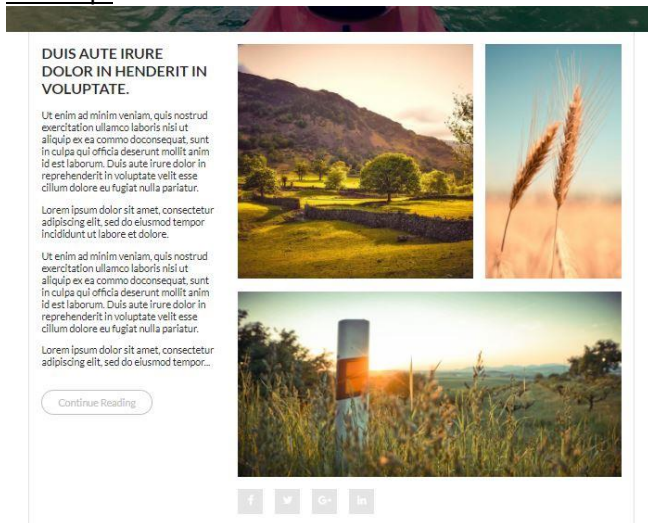 DUIS AUTE IRURE
DOLOR IN HENDERIT IN
VOLUPTATE.
Ut enim ad minim veniam, quis nostrud
exercitation ullamco laboris nisi ut
aliquip ex ea commo doconsequat, sunt
in culpa qui officia deserunt mollit anim
id est laborum. Duis aute irure dolor in
reprehenderit in voluptate velit esse
cillum dolore eu fugiat nulla pariatur.
Lorem ipsum dolor sit amet, consectetur
adipiscing elit, sed do eiusmod tempor
incididunt ut labore et dolore.
Ut enim ad minim veniam, quis nostrud
exercitation ullamco laboris nisi ut
aliquip ex ea commo doconsequat, sunt
in culpa qui officia deserunt mollit anim
id est laborum. Duis aute irure dolor in
reprehenderit in voluptate velit esse
cillum dolore eu fugiat nulla pariatur.
Lorem ipsum dolor sit amet, consectetur
adipiscing elit, sed do eiusmod tempor...
Continue Reading
f G+ in